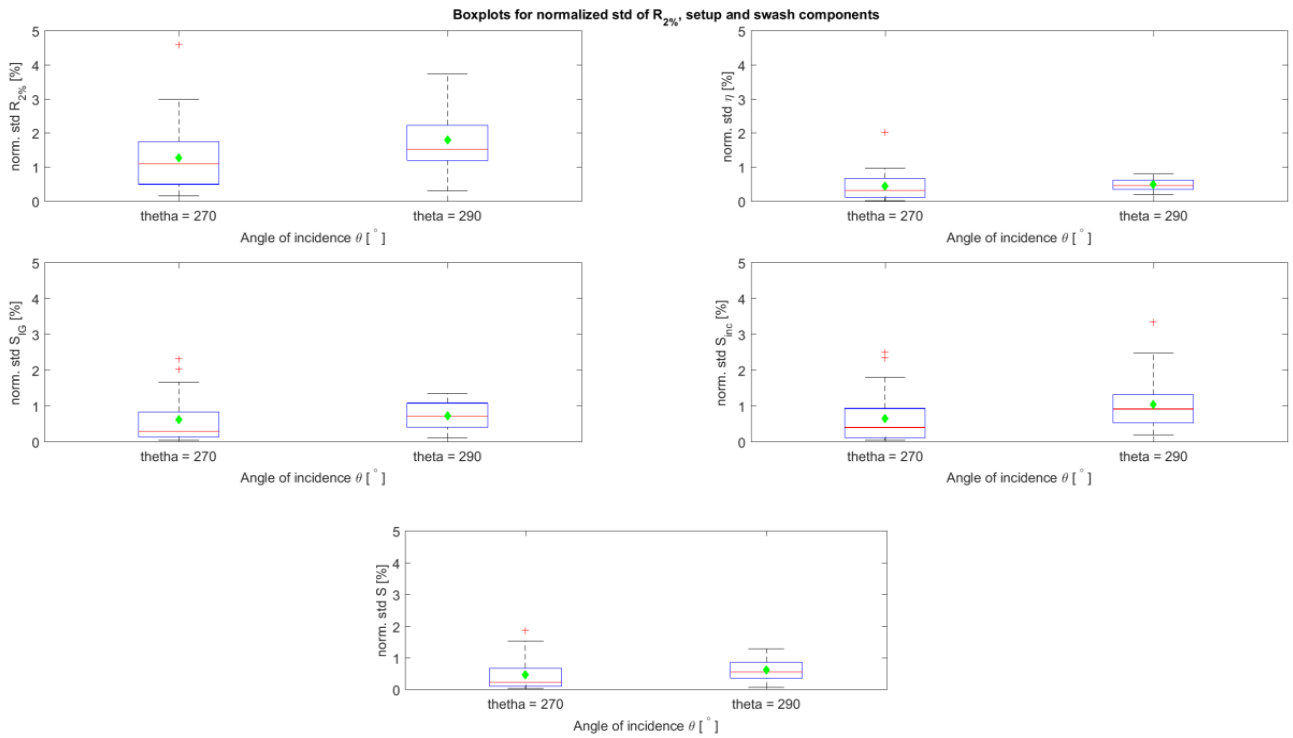 Boxplots for normalized std of R2%, setup and swash components
norm. std R2% [%]
5
4
3
2
1
0
thetha = 270
theta = 290
Angle of incidence θ [ ° ]
norm. std η [%]
5
4
3
2
1
0
thetha = 270
theta = 290
Angle of incidence θ [ ° ]
norm. std SIG [%]
5
4
3
2
1
0
thetha = 270
theta = 290
Angle of incidence θ [ ° ]
norm. std Sinc [%]
5
4
3
2
1
0
thetha = 270
theta = 290
Angle of incidence θ [ ° ]
norm. std S [%]
5
4
3
2
1
0
thetha = 270
theta = 290
Angle of incidence θ [ ° ]